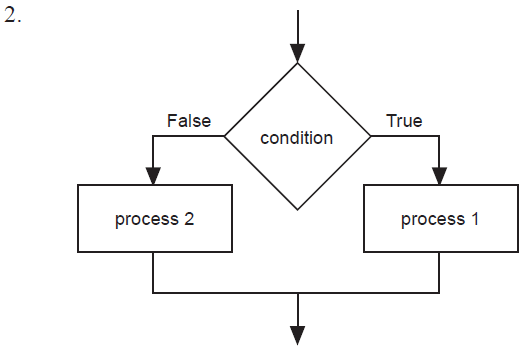 2.
False
True
condition
process 2
process 1